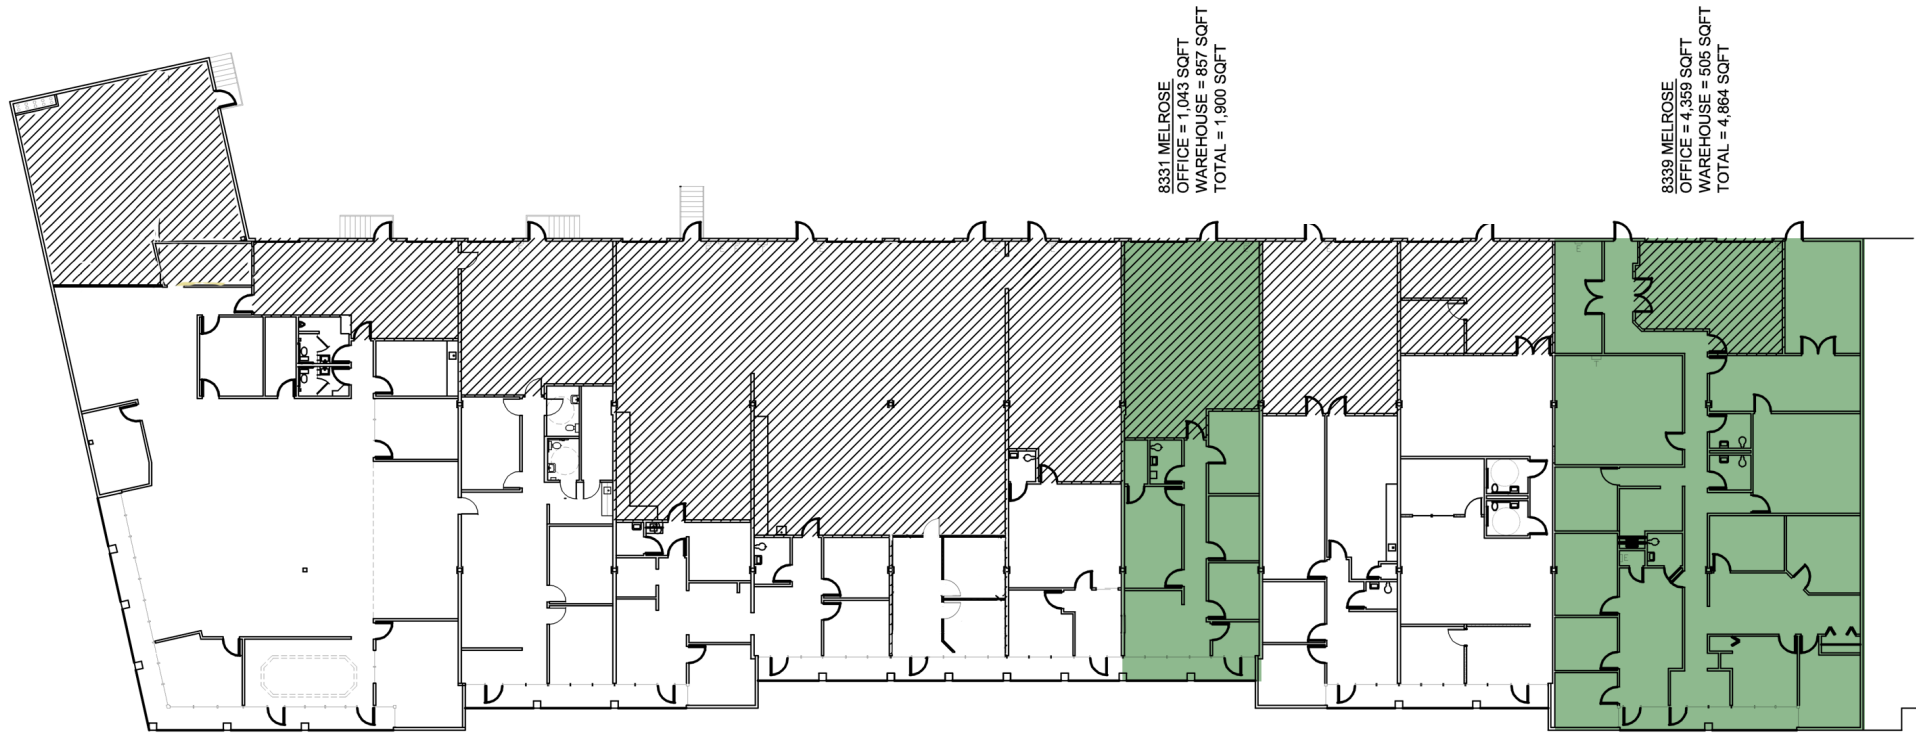 8331 MELROSE
OFFICE = 1,043 SQFT
WAREHOUSE = 857 SQFT
TOTAL = 1,900 SQFT
8339 MELROSE
OFFICE = 4,359 SQFT
WAREHOUSE = 505 SQFT
TOTAL = 4,864 SQFT